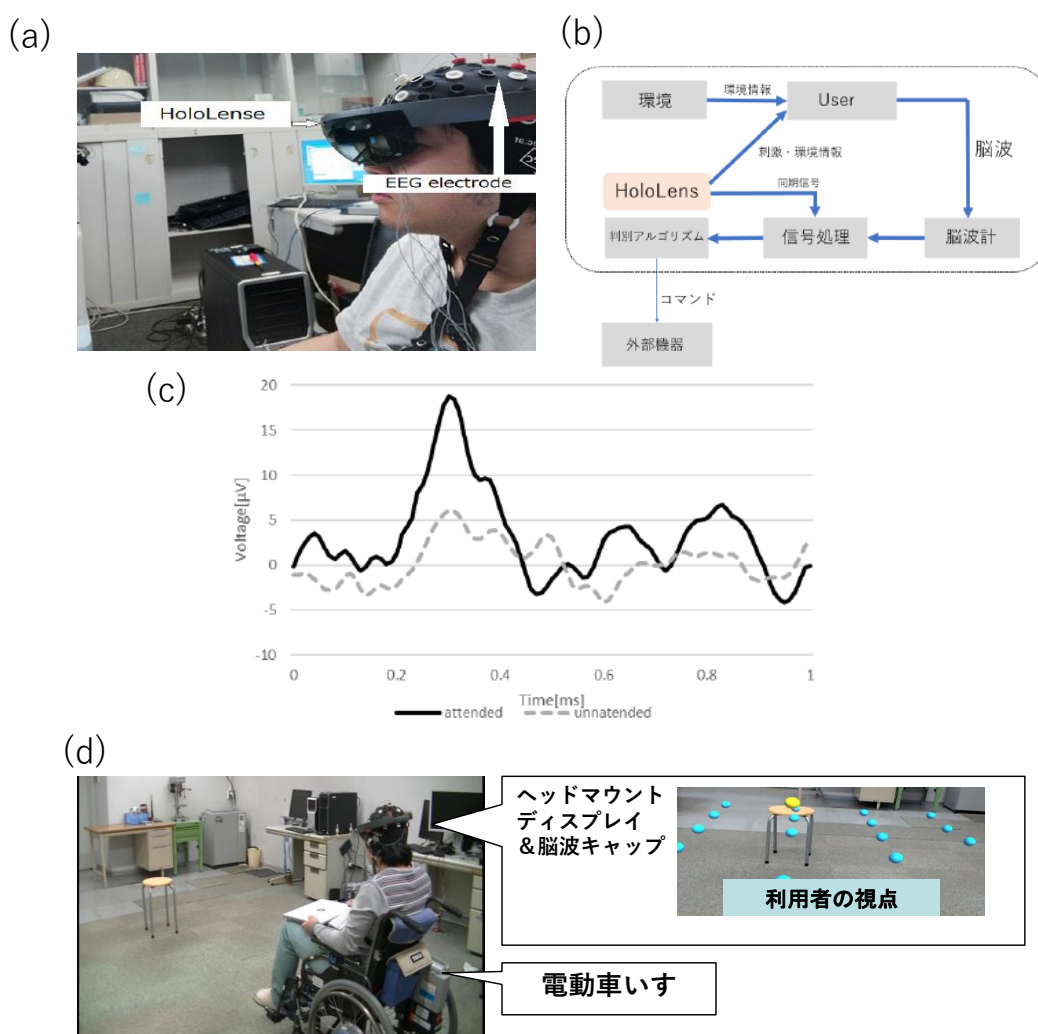 (a)
HoloLense
EEG electrode
(b)
環境
環境情報
User
刺激・環境情報
脳波
HoloLens
同期信号
判別アルゴリズム
信号処理
脳波計
コマンド
外部機器
(c)
20
15
10
5
0
-5
-10
Voltage[μV]
0
0.2
0.4
0.6
0.8
1
Time[ms]
attended
unnatended
(d)
ヘッドマウント
ディスプレイ
＆脳波キャップ
利用者の視点
電動車いす